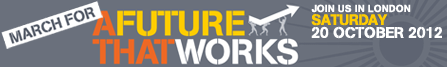 MARCH FOR
A FUTURE
THAT WORKS
JOIN US IN LONDON
SATURDAY
20 OCTOBER 2012